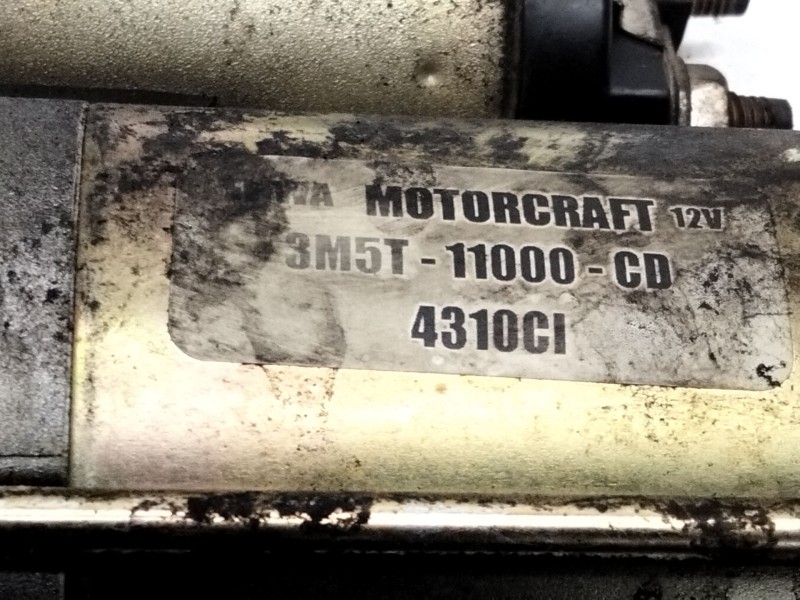 MOTORCRAFT 12V
3M5T - 11000 - CD
4310CI